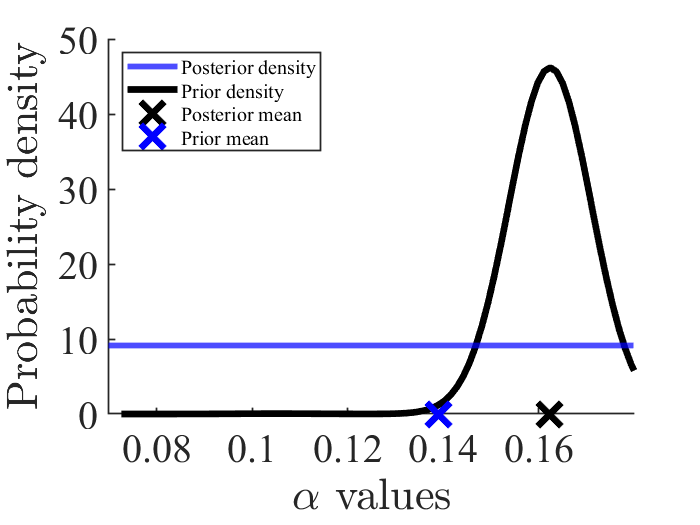 50
40
30
20
10
0
Probability density
Posterior density
Prior density
Posterior mean
Prior mean
0.08 0.1 0.12 0.14 0.16
α values